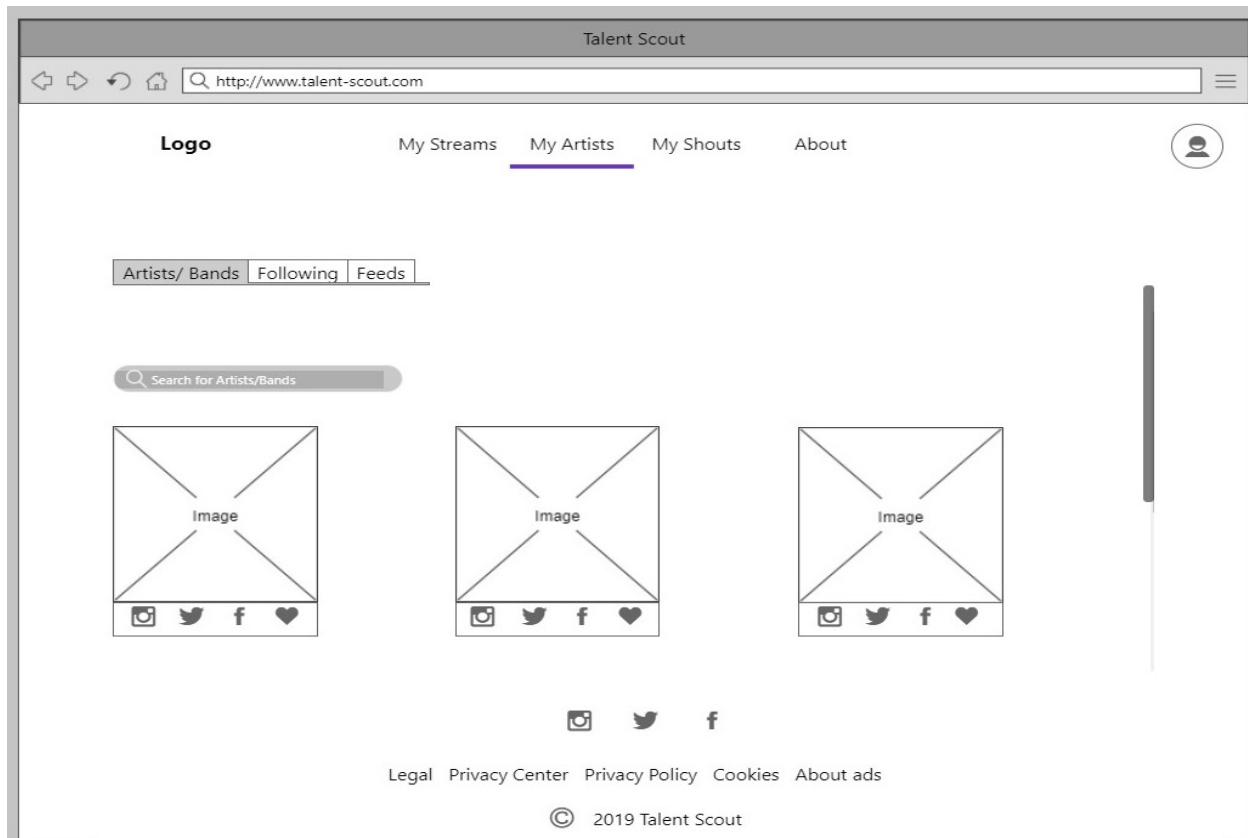 Talent Scout
http://www.talent-scout.com
Logo My Streams My Artists My Shouts About
Artists/ Bands Following Feeds
Search for Artists/Bands
Image Image Image
Legal Privacy Center Privacy Policy Cookies About ads
© 2019 Talent Scout